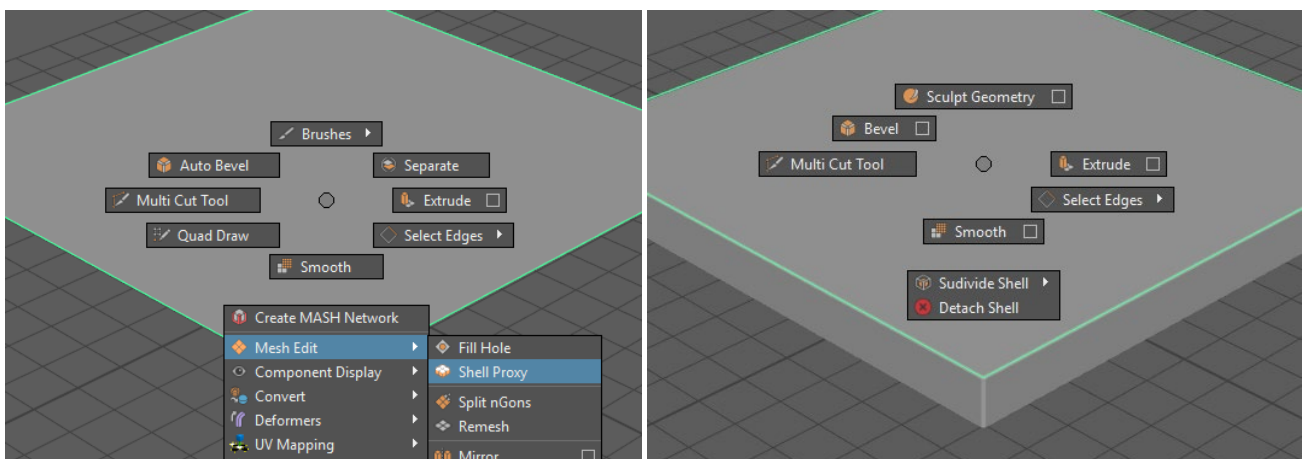 Brushes
Auto Bevel
Separate
Multi Cut Tool
Extrude
Quad Draw
Select Edges
Smooth
Create MASH Network
Mesh Edit
Fill Hole
Component Display
Shell Proxy
Convert
Split nGons
Deformers
Remesh
UV Mapping
Mirror
Sculpt Geometry
Bevel
Multi Cut Tool
Extrude
Select Edges
Smooth
Sudivide Shell
Detach Shell